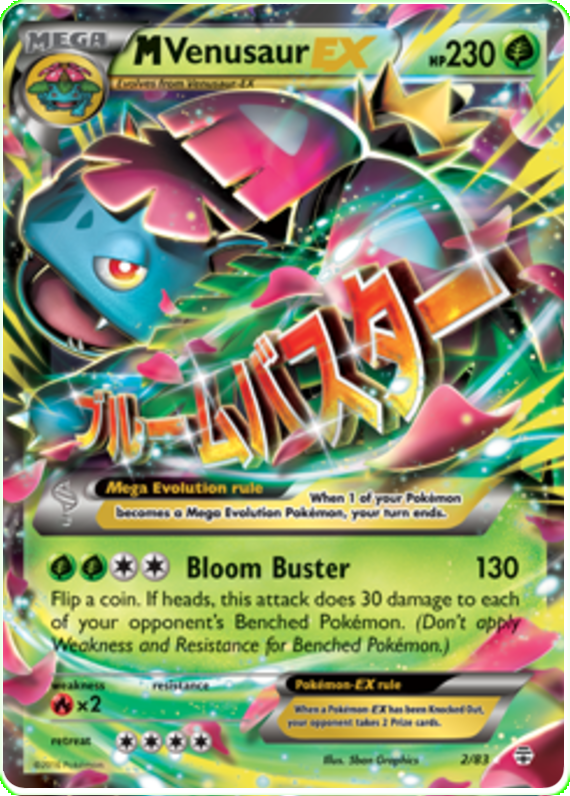 MEGA
M Venusaur EX
HP 230
Evolves from Venusaur-EX
ブルームバスター
Mega Evolution rule
When 1 of your Pokémon
becomes a Mega Evolution Pokémon, your turn ends.
Bloom Buster 130
Flip a coin. If heads, this attack does 30 damage to each
of your opponent's Benched Pokémon. (Don't apply
Weakness and Resistance for Benched Pokémon.)
weakness resistance
×2
Pokémon-EX rule
When a Pokémon-EX has been Knocked Out,
your opponent takes 2 Prize cards.
retreat
©2016 Pokémon
Illus. 5ban Graphics 2/83